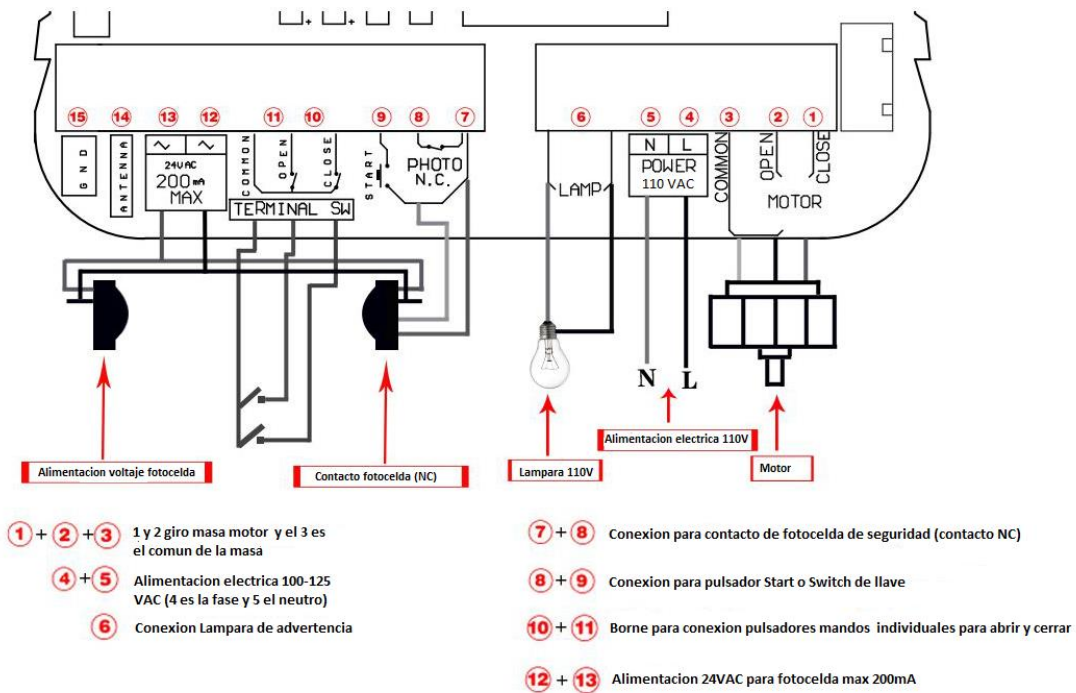 15 14 13 12 11 10 9 8 7 6 5 4 3 2 1
GND
ANTENNA
24VAC
200mA
MAX
COMMON
OPEN
CLOSE
TERMINAL SW
START
PHOTO
N.C.
LAMP
N L
POWER
110 VAC
COMMON
OPEN
CLOSE
MOTOR
N L
Alimentacion voltaje fotocelda
Contacto fotocelda (NC)
Lampara 110V
Alimentacion electrica 110V
Motor
1 + 2 + 3 1 y 2 giro masa motor y el 3 es
el comun de la masa
4 + 5 Alimentacion electrica 100-125
VAC (4 es la fase y 5 el neutro)
6 Conexion Lampara de advertencia
7 + 8 Conexion para contacto de fotocelda de seguridad (contacto NC)
8 + 9 Conexion para pulsador Start o Switch de llave
10 + 11 Borne para conexion pulsadores mandos individuales para abrir y cerrar
12 + 13 Alimentacion 24VAC para fotocelda max 200mA